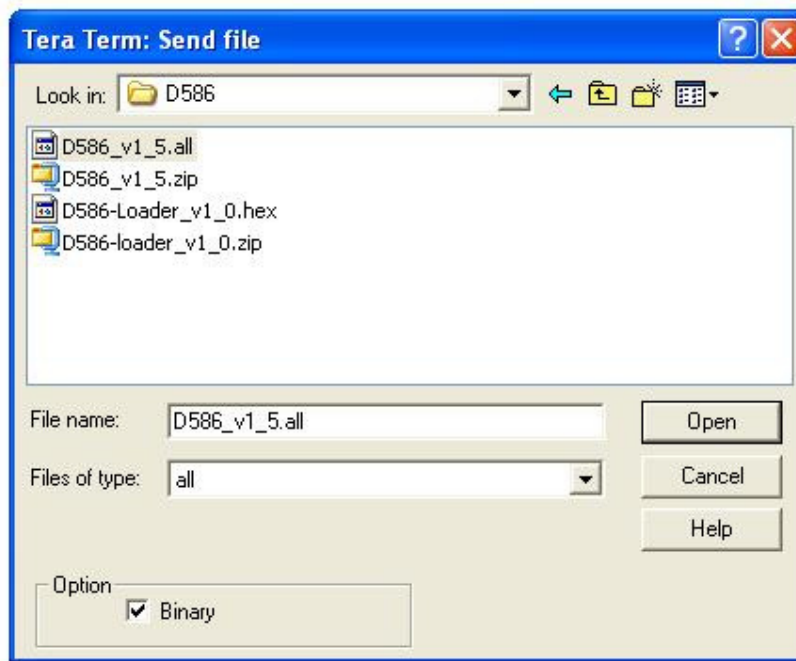 Tera Term: Send file
Look in: D586
D586_v1_5.all
D586_v1_5.zip
D586-Loader_v1_0.hex
D586-loader_v1_0.zip
File name: D586_v1_5.all Open
Files of type: all Cancel
Help
Option
Binary